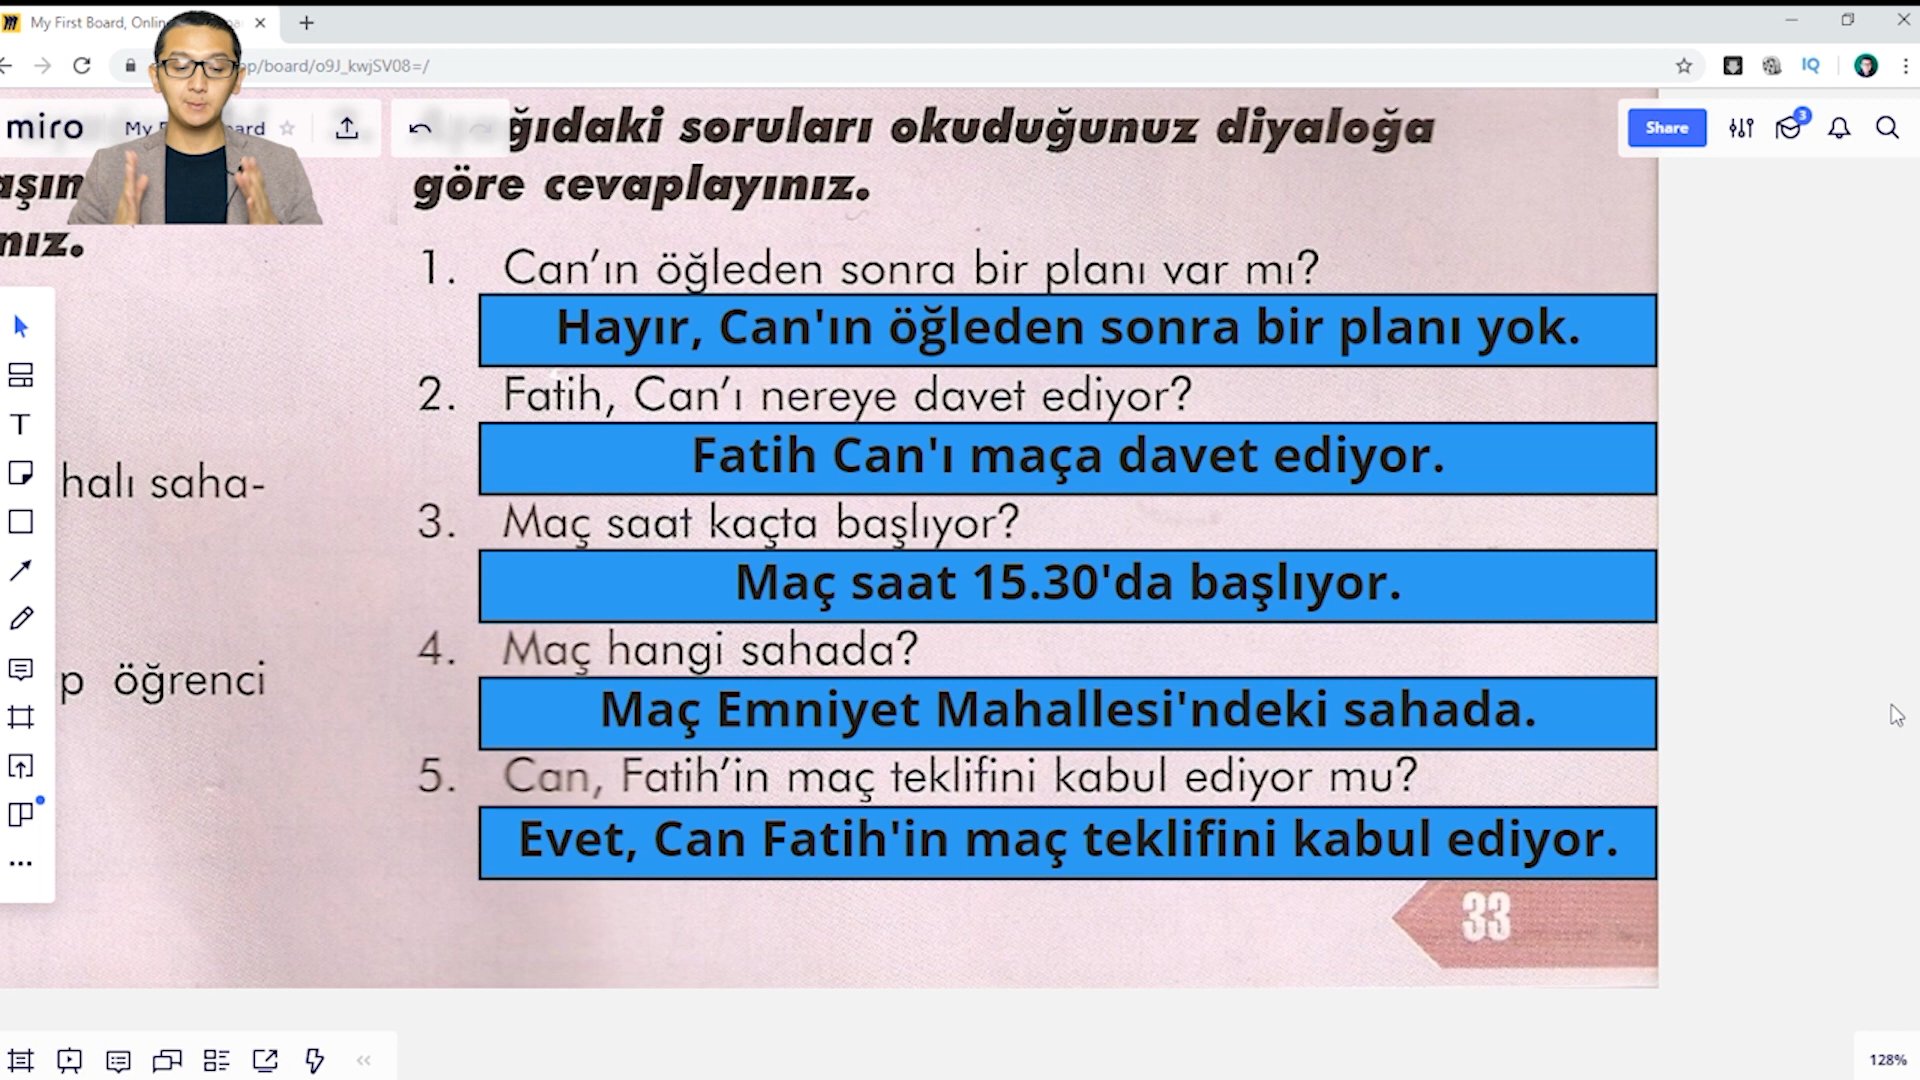 My First Board, Onlin
p/board/o9J_kwjSV08=/
IQ
miro
My
ard
Share
3
ğıdaki soruları okuduğunuz diyaloğa
göre cevaplayınız.
aşın
nız.
1. Can’ın öğleden sonra bir planı var mı?
Hayır, Can'ın öğleden sonra bir planı yok.
2. Fatih, Can’ı nereye davet ediyor?
Fatih Can'ı maça davet ediyor.
halı saha-
3. Maç saat kaçta başlıyor?
Maç saat 15.30'da başlıyor.
4. Maç hangi sahada?
p öğrenci
Maç Emniyet Mahallesi'ndeki sahada.
5. Can, Fatih’in maç teklifini kabul ediyor mu?
Evet, Can Fatih'in maç teklifini kabul ediyor.
33
128%